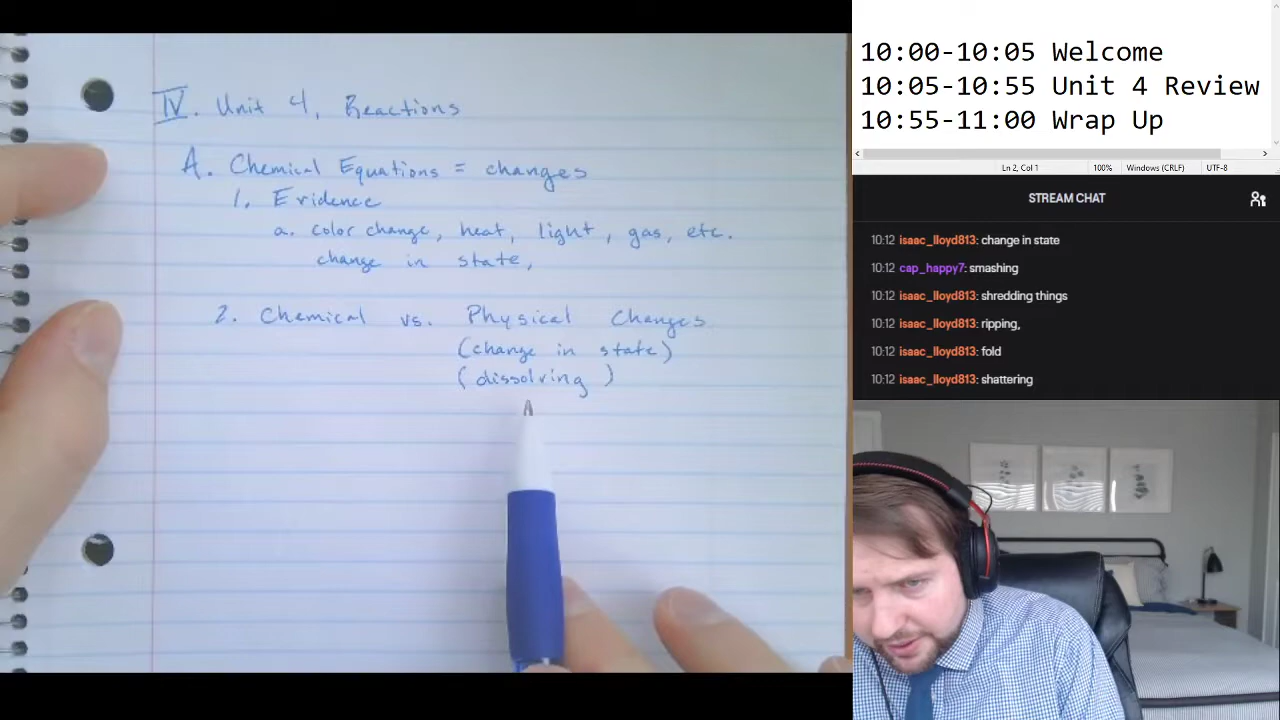 IV. Unit 4, Reactions
A. Chemical Equations = changes
1. Evidence
a. color change, heat, light, gas, etc.
change in state,
2. Chemical vs. Physical Changes
(change in state)
(dissolving)
10:00-10:05 Welcome
10:05-10:55 Unit 4 Review
10:55-11:00 Wrap Up
Ln 2, Col 1 100% Windows (CRLF) UTF-8
STREAM CHAT
10:12 isaac_lloyd813: change in state
10:12 cap_happy7: smashing
10:12 isaac_lloyd813: shredding things
10:12 isaac_lloyd813: ripping,
10:12 isaac_lloyd813: fold
10:12 isaac_lloyd813: shattering